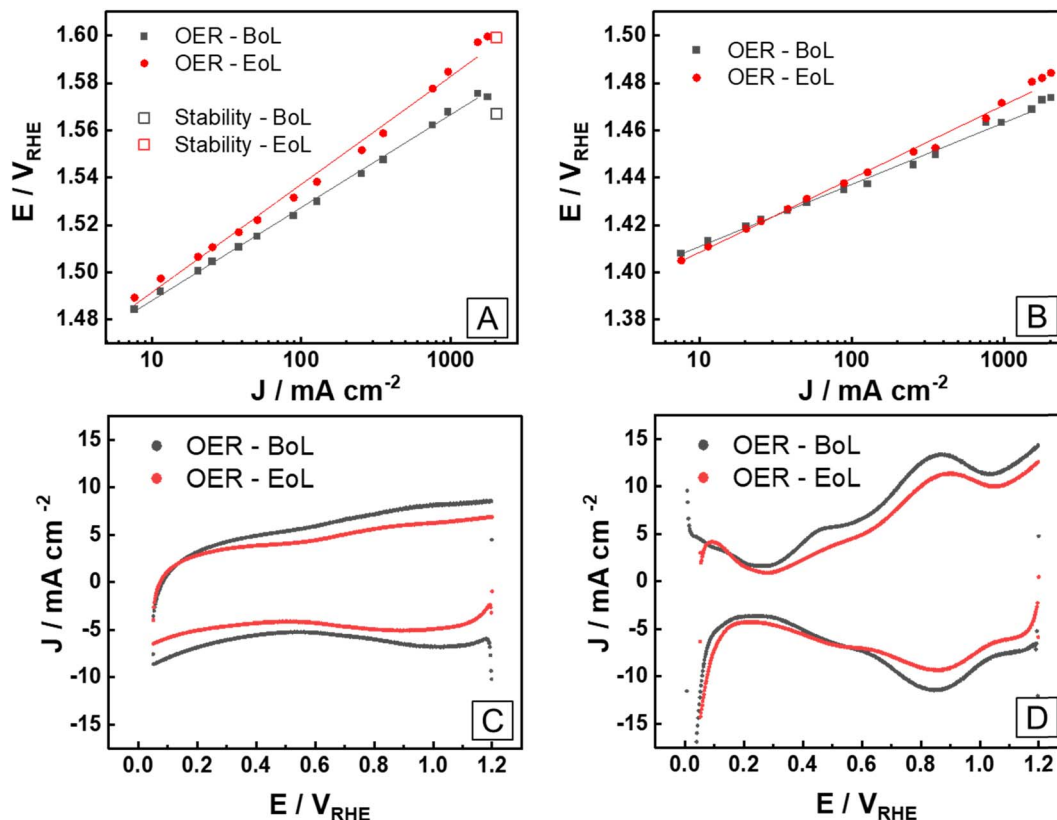 1.60
1.58
1.56
1.54
1.52
1.50
1.48
E / V_RHE
OER - BoL
OER - EoL
Stability - BoL
Stability - EoL
A
10
100
1000
J / mA cm⁻²
1.50
1.48
1.46
1.44
1.42
1.40
1.38
E / V_RHE
OER - BoL
OER - EoL
B
10
100
1000
J / mA cm⁻²
15
10
5
0
-5
-10
-15
J / mA cm⁻²
OER - BoL
OER - EoL
C
0.0 0.2 0.4 0.6 0.8 1.0 1.2
E / V_RHE
15
10
5
0
-5
-10
-15
J / mA cm⁻²
OER - BoL
OER - EoL
D
0.0 0.2 0.4 0.6 0.8 1.0 1.2
E / V_RHE